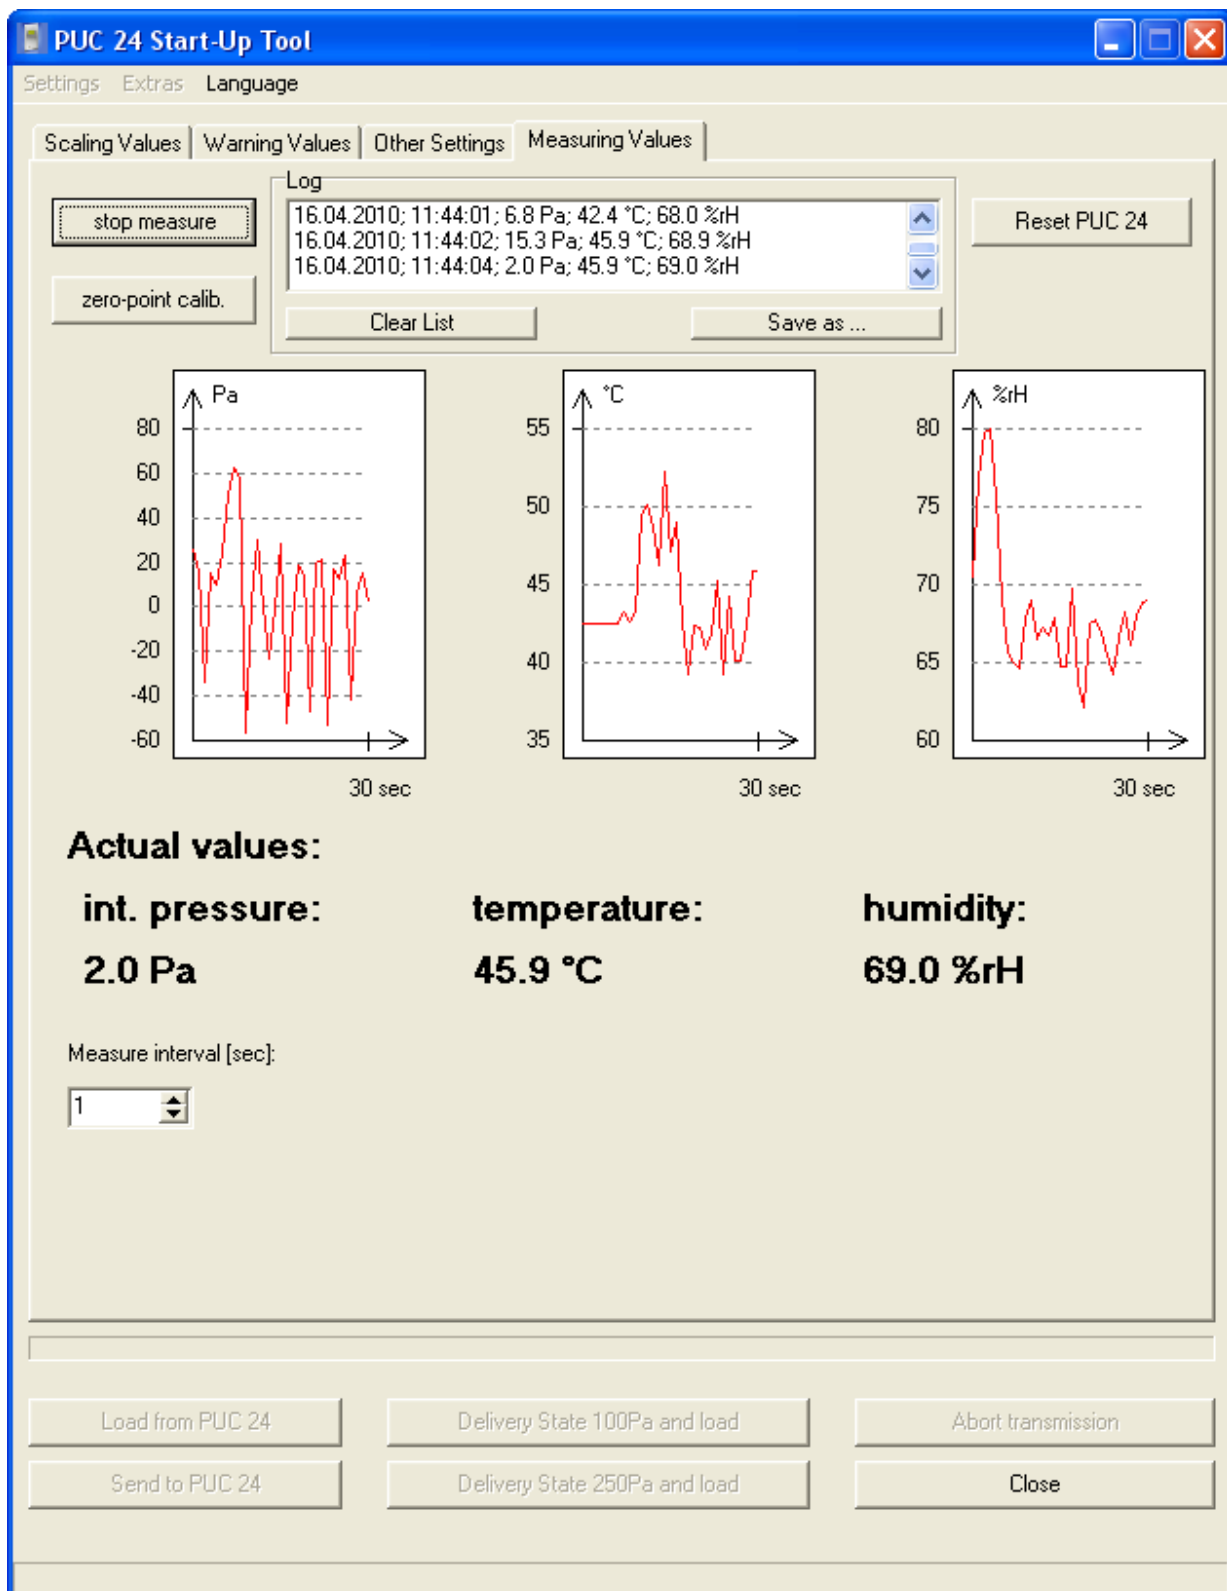 PUC 24 Start-Up Tool
Settings Extras Language
Scaling Values Warning Values Other Settings Measuring Values
Log
stop measure
16.04.2010; 11:44:01; 6.8 Pa; 42.4 °C; 68.0 %rH
16.04.2010; 11:44:02; 15.3 Pa; 45.9 °C; 68.9 %rH
16.04.2010; 11:44:04; 2.0 Pa; 45.9 °C; 69.0 %rH
Reset PUC 24
zero-point calib.
Clear List Save as ...
Pa
80
60
40
20
0
-20
-40
-60
30 sec
°C
55
50
45
40
35
30 sec
%rH
80
75
70
65
60
30 sec
Actual values:
int. pressure: temperature: humidity:
2.0 Pa 45.9 °C 69.0 %rH
Measure interval [sec]:
1
Load from PUC 24 Delivery State 100Pa and load Abort transmission
Send to PUC 24 Delivery State 250Pa and load Close